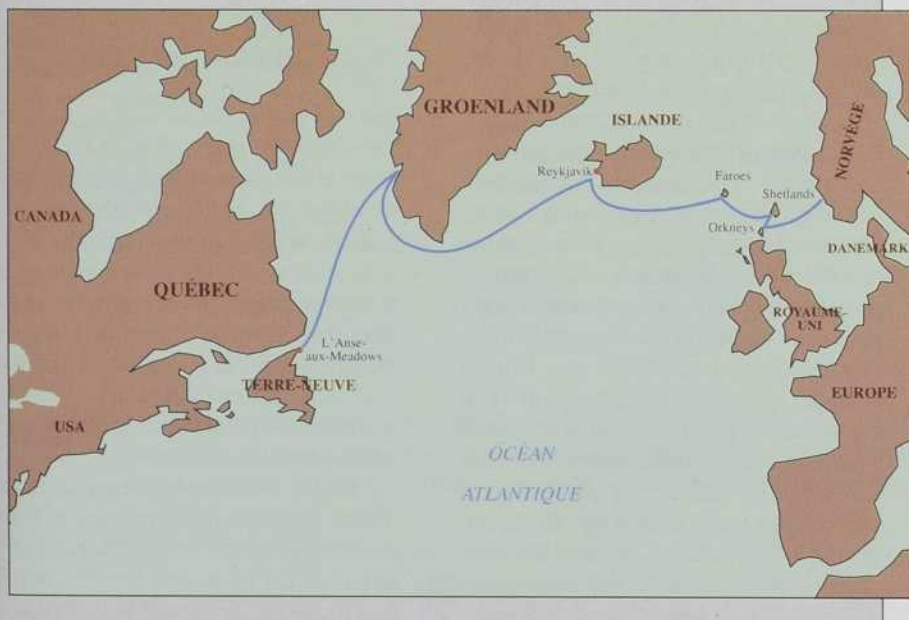 GROENLAND
ISLANDE
NORVÈGE
Reykjavik
Faroes
Shetlands
CANADA
Orkneys
DANEMARK
QUÉBEC
ROYAUME-
UNI
L'Anse-
aux-Meadows
TERRE-NEUVE
EUROPE
USA
OCÉAN
ATLANTIQUE